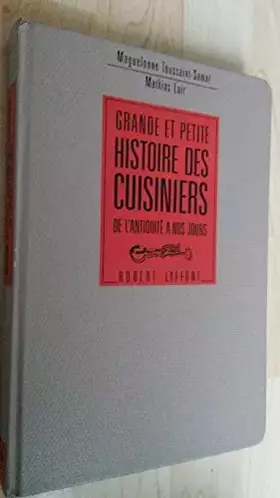 Maguelonne Toussaint-Samat
Mathias Lair
GRANDE ET PETITE
HISTOIRE DES
CUISINIERS
DE L'ANTIQUITÉ A NOS JOURS
ROBERT LAFFONT